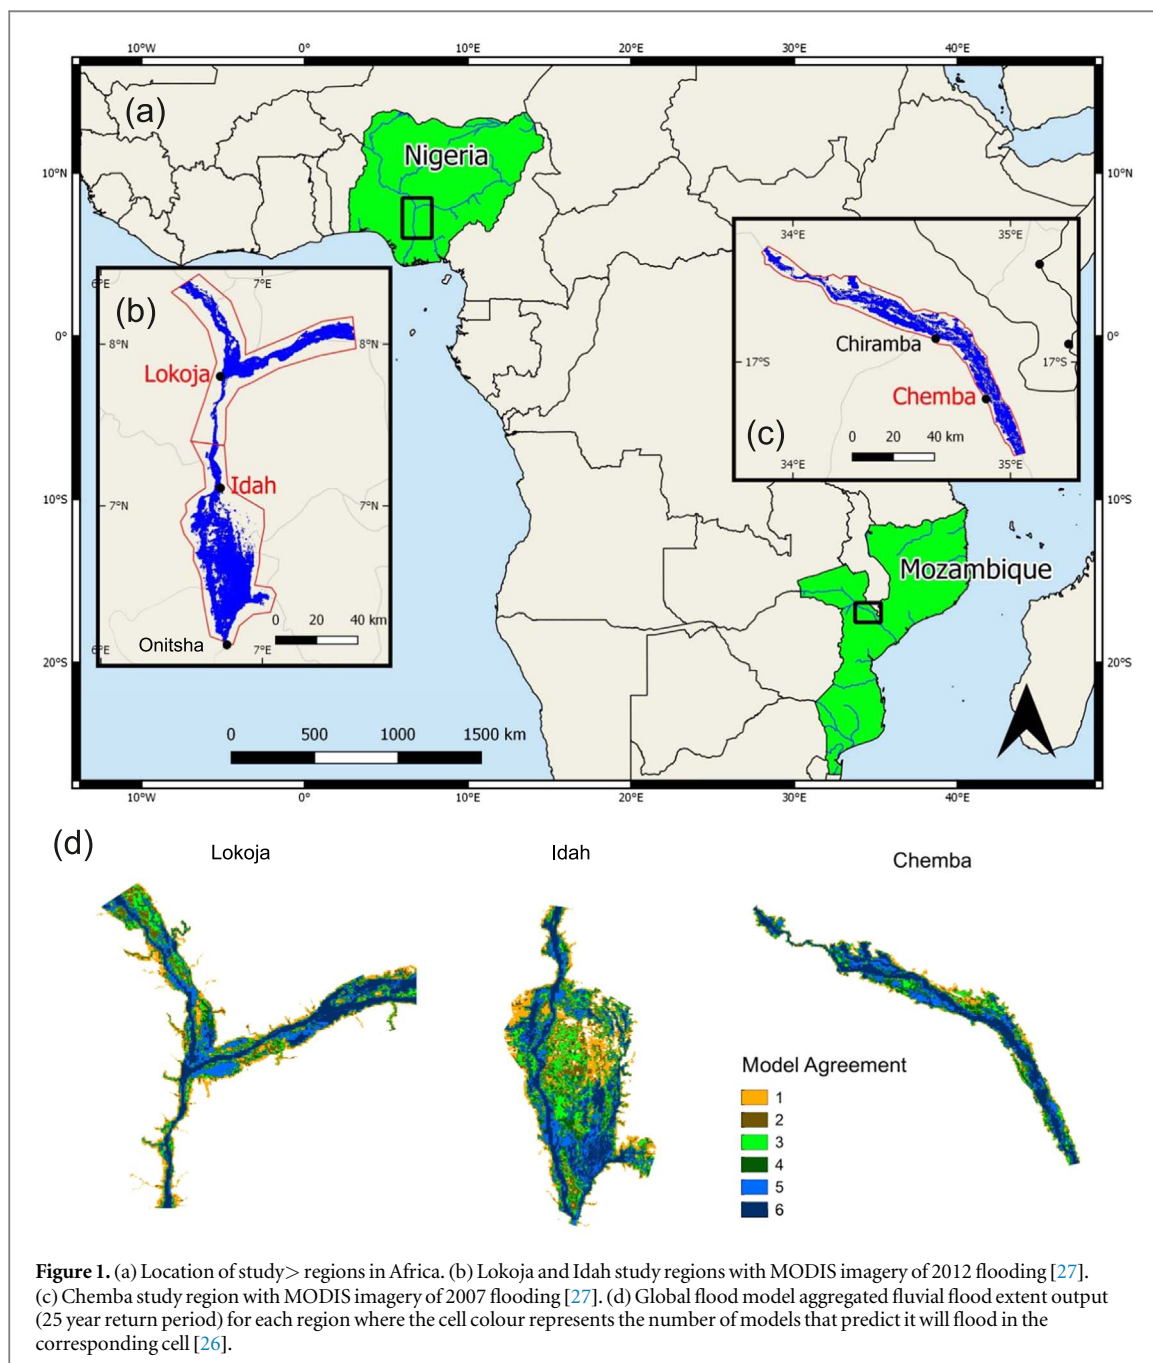 10°W 0° 10°E 20°E 30°E 40°E
(a)
Nigeria
10°N 10°N
34°E 35°E
6°E 7°E
(b)
8°N 8°N
0° 0°
Chiramba
17°S 17°S
Lokoja
Chemba
(c)
0 20 40 km
34°E 35°E
Idah
7°N 7°N
10°S 10°S
Mozambique
0 20 40 km
Onitsha
6°E 7°E
20°S 20°S
0 500 1000 1500 km
10°W 0° 10°E 20°E 30°E 40°E
(d)
Lokoja Idah Chemba
Model Agreement
1
2
3
4
5
6
Figure 1. (a) Location of study> regions in Africa. (b) Lokoja and Idah study regions with MODIS imagery of 2012 flooding [27].
(c) Chemba study region with MODIS imagery of 2007 flooding [27]. (d) Global flood model aggregated fluvial flood extent output
(25 year return period) for each region where the cell colour represents the number of models that predict it will flood in the
corresponding cell [26].